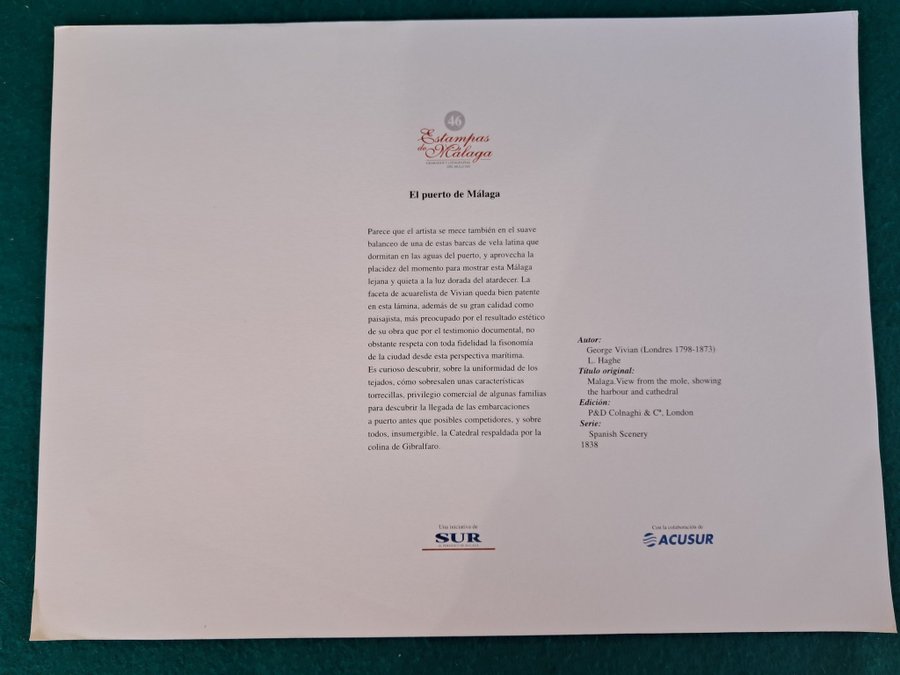 46
Estampas
de Málaga
GRABADOS Y LITOGRAFÍAS
DEL SIGLO XIX
El puerto de Málaga
Parece que el artista se mece también en el suave
balanceo de una de estas barcas de vela latina que
dormitan en las aguas del puerto, y aprovecha la
placidez del momento para mostrar esta Málaga
lejana y quieta a la luz dorada del atardecer. La
faceta de acuarelista de Vivian queda bien patente
en esta lámina, además de su gran calidad como
paisajista, más preocupado por el resultado estético
de su obra que por el testimonio documental, no
obstante respeta con toda fidelidad la fisonomía
de la ciudad desde esta perspectiva marítima.
Es curioso descubrir, sobre la uniformidad de los
tejados, cómo sobresalen unas características
torrecillas, privilegio comercial de algunas familias
para descubrir la llegada de las embarcaciones
a puerto antes que posibles competidores, y sobre
todos, insumergible, la Catedral respaldada por la
colina de Gibralfaro.
Autor:
George Vivian (Londres 1798-1873)
L. Haghe
Título original:
Malaga.View from the mole, showing
the harbour and cathedral
Edición:
P&D Colnaghi & Cª, London
Serie:
Spanish Scenery
1838
Una iniciativa de
SUR
Con la colaboración de
ACUSUR